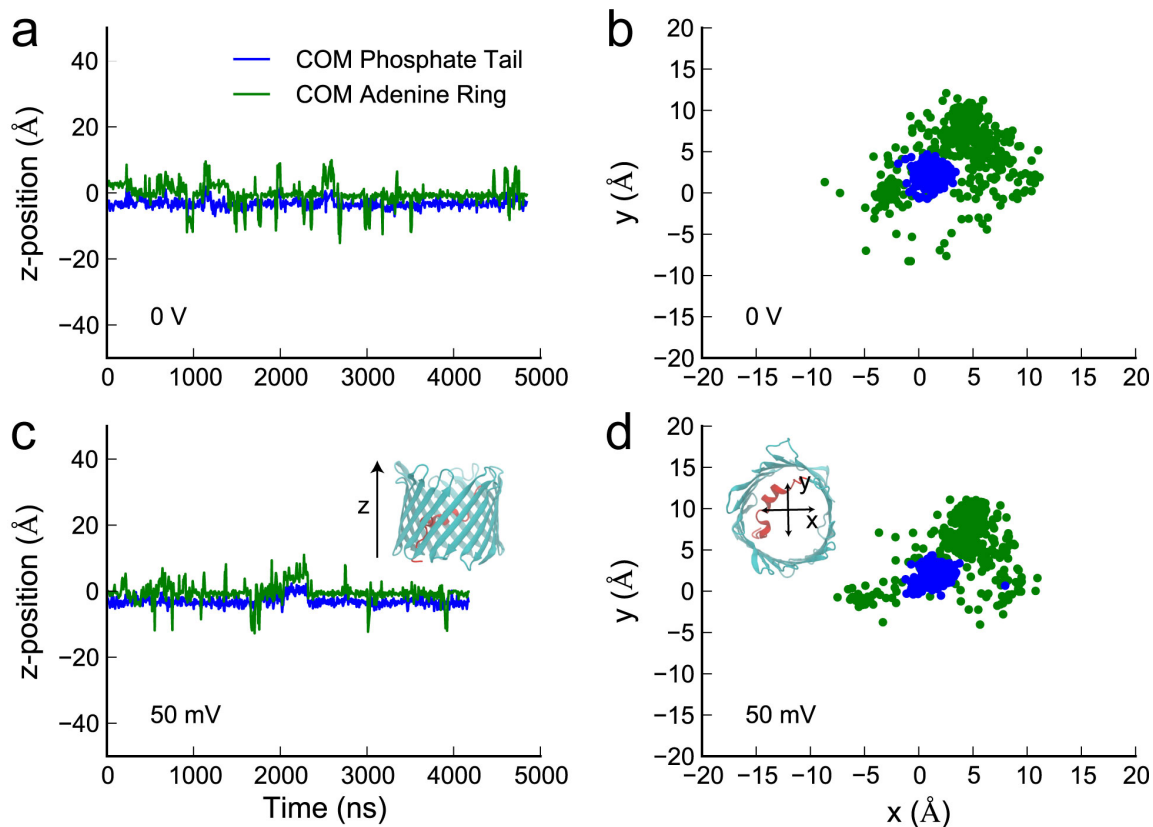 a
40
20
0
−20
−40
z-position (Å)
COM Phosphate Tail
COM Adenine Ring
0 V
0 1000 2000 3000 4000 5000
b
20
15
10
5
0
−5
−10
−15
−20
y (Å)
0 V
−20 −15 −10 −5 0 5 10 15 20
c
40
20
0
−20
−40
z-position (Å)
z
50 mV
0 1000 2000 3000 4000 5000
Time (ns)
d
20
15
10
5
0
−5
−10
−15
−20
y (Å)
y
x
50 mV
−20 −15 −10 −5 0 5 10 15 20
x (Å)